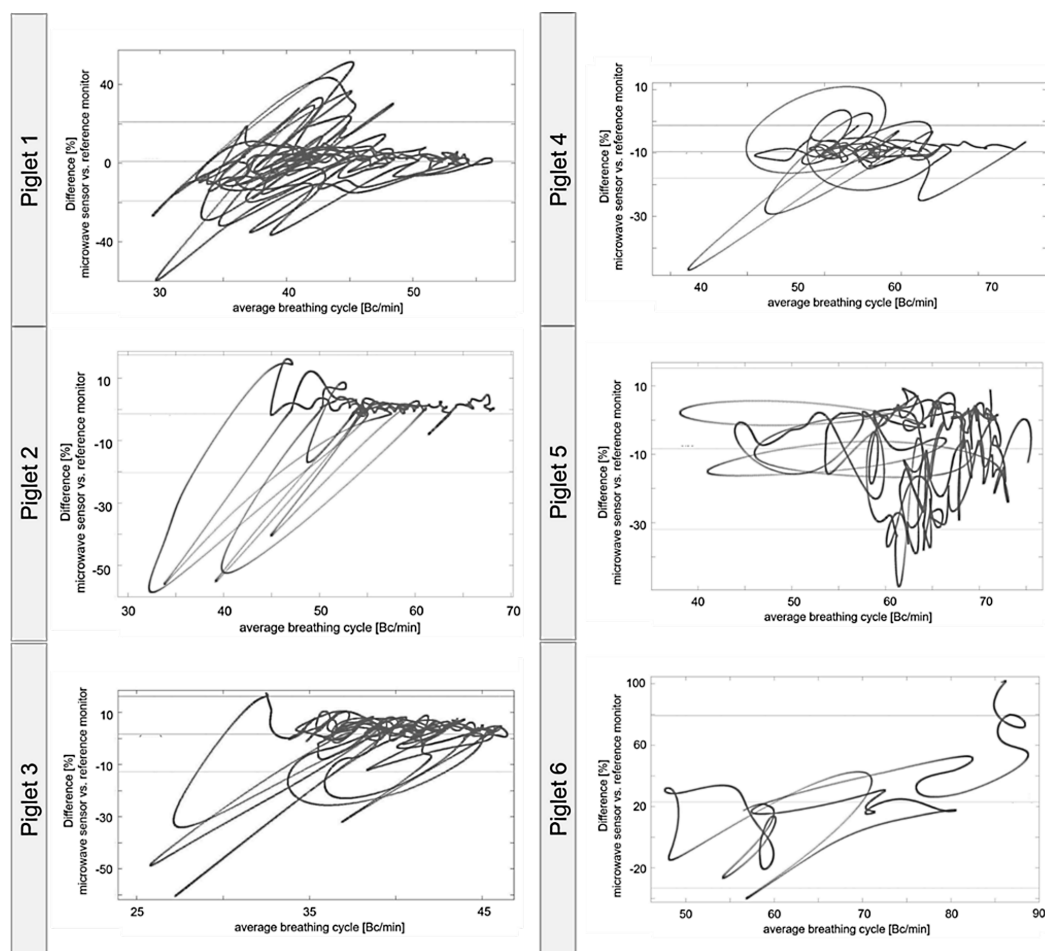 Piglet 1
Difference [%]
microwave sensor vs. reference monitor
40
0
-40
30
40
50
average breathing cycle [Bc/min]
Piglet 4
Difference [%]
microwave sensor vs. reference monitor
10
-10
-30
40
50
60
70
average breathing cycle [Bc/min]
Piglet 2
Difference [%]
microwave sensor vs. reference monitor
10
-10
-30
-50
30
40
50
60
70
average breathing cycle [Bc/min]
Piglet 5
Difference [%]
microwave sensor vs. reference monitor
10
-10
-30
40
50
60
70
average breathing cycle [Bc/min]
Piglet 3
Difference [%]
microwave sensor vs. reference monitor
10
-10
-30
-50
25
35
45
average breathing cycle [Bc/min]
Piglet 6
Difference [%]
microwave sensor vs. reference monitor
100
60
20
-20
50
60
70
80
90
average breathing cycle [Bc/min]